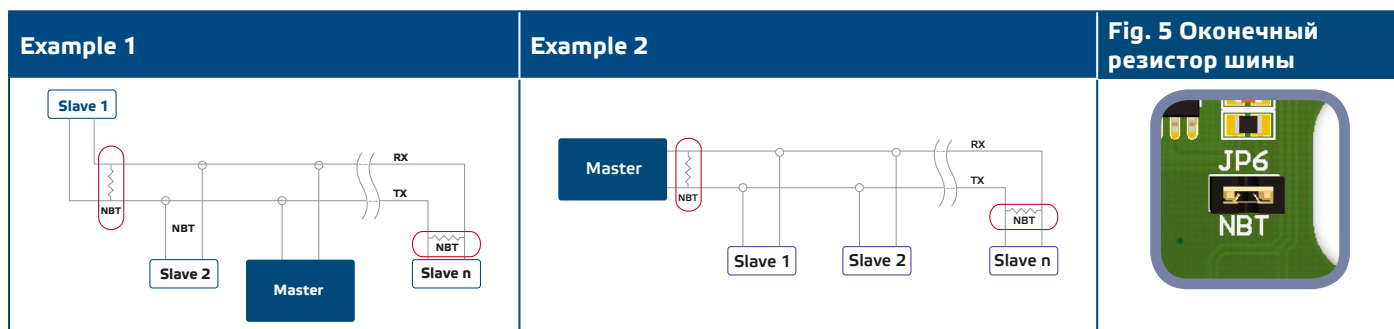 Example 1
Example 2
Fig. 5 Оконечный
резистор шины
Slave 1
RX
TX
NBT
NBT
NBT
Slave 2
Master
Slave n
Master
RX
TX
NBT
NBT
Slave 1
Slave 2
Slave n
JP6
NBT